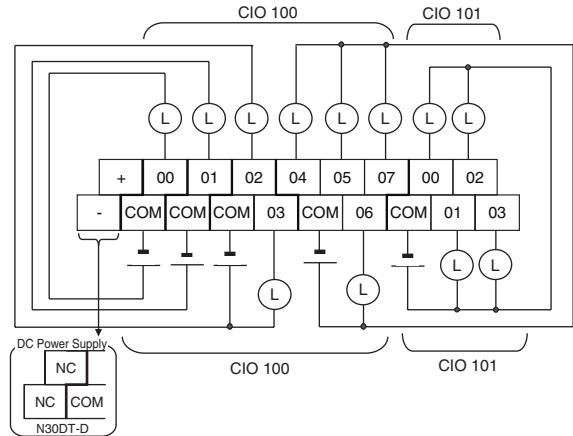 CIO 100 CIO 101
L L L L L L L L
+ 00 01 02 04 05 07 00 02
- COM COM COM 03 COM 06 COM 01 03
L L L L
DC Power Supply
NC
NC COM
N30DT-D
CIO 100 CIO 101